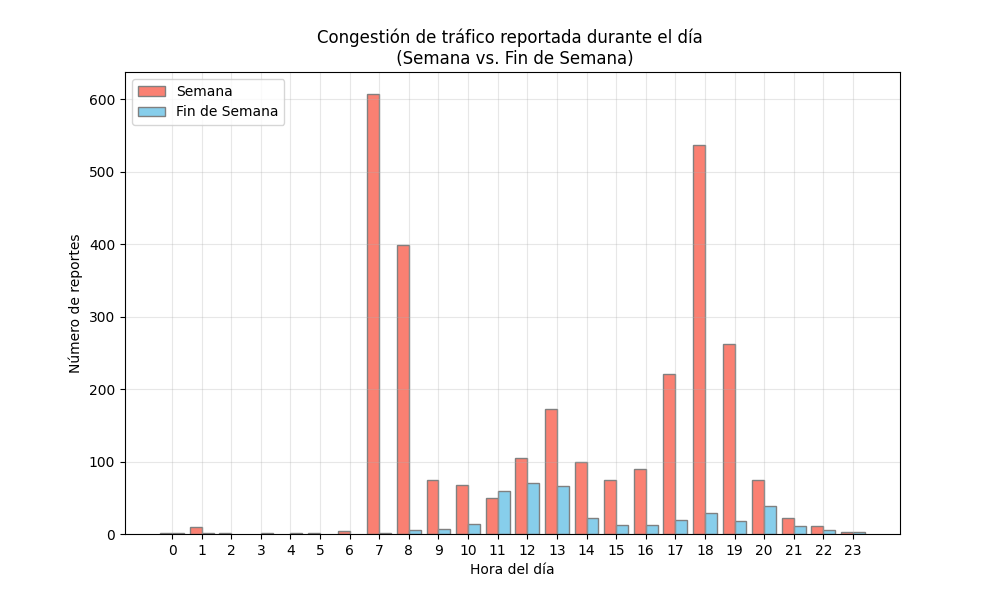 Congestión de tráfico reportada durante el día
(Semana vs. Fin de Semana)
Semana
Fin de Semana
Número de reportes
600
500
400
300
200
100
0
0 1 2 3 4 5 6 7 8 9 10 11 12 13 14 15 16 17 18 19 20 21 22 23
Hora del día